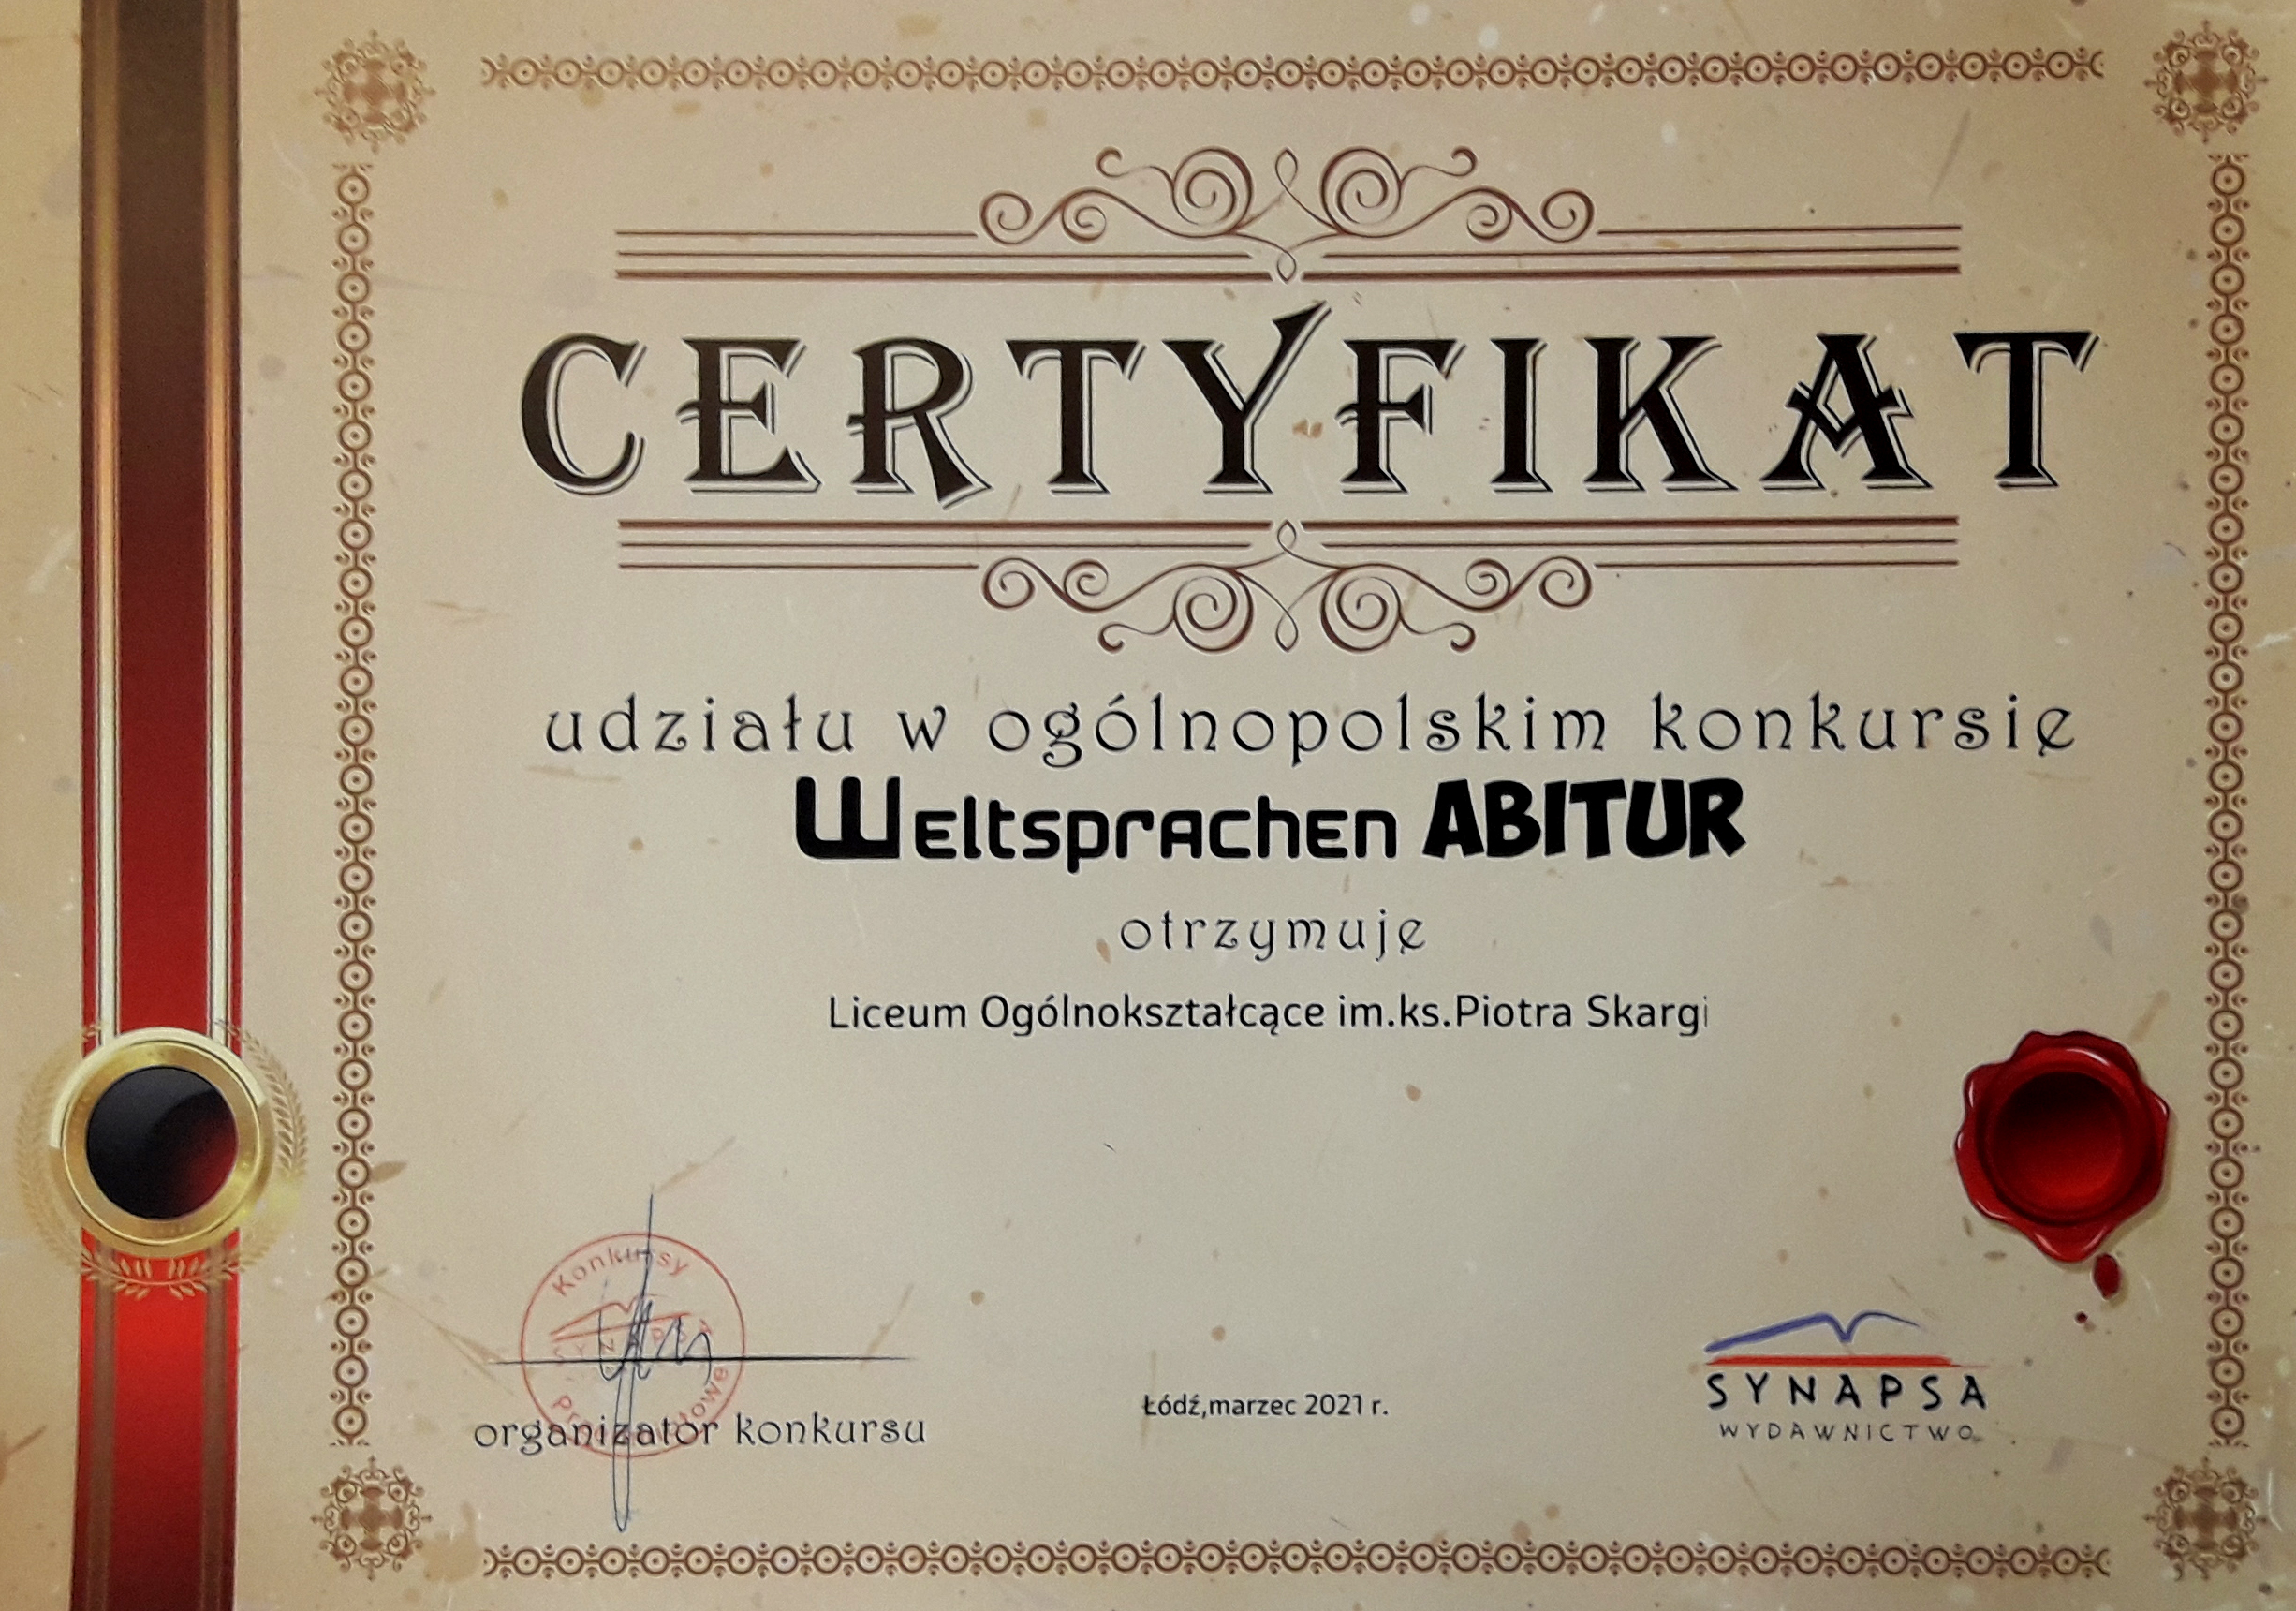 CERTYFIKAT
udziału w ogólnopolskim konkursie
Weltsprachen ABITUR
otrzymuje
Liceum Ogólnokształcące im.ks.Piotra Skargi
Konkursy
organizator konkursu
Łódź,marzec 2021 r.
SYNAPSA
WYDAWNICTWO